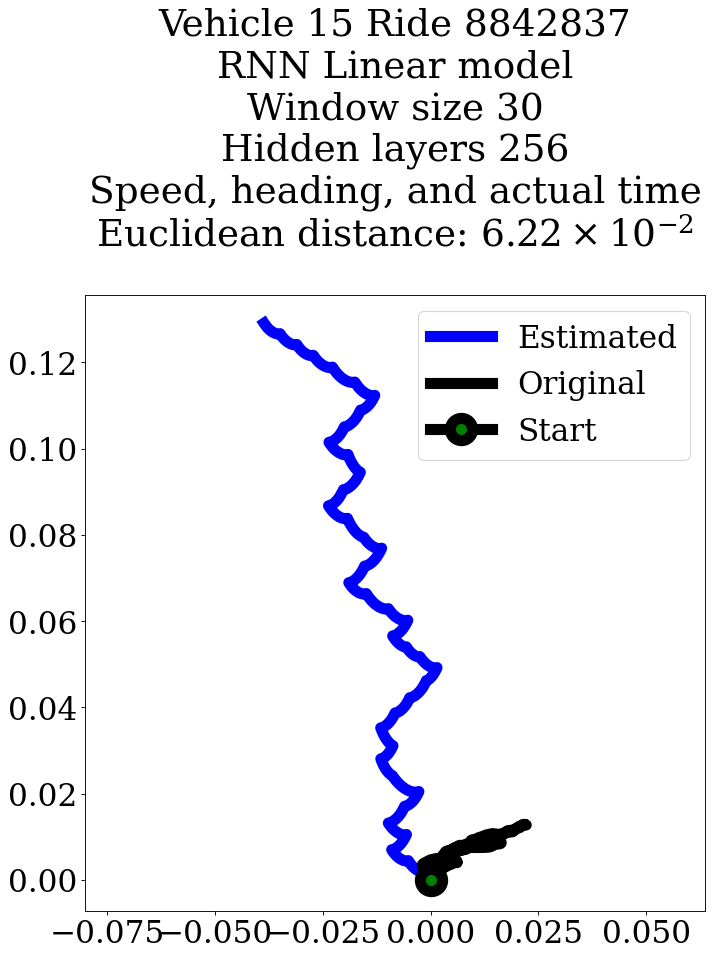 Vehicle 15 Ride 8842837
RNN Linear model
Window size 30
Hidden layers 256
Speed, heading, and actual time
Euclidean distance: 6.22 × 10⁻²
Estimated
Original
Start
0.12
0.10
0.08
0.06
0.04
0.02
0.00
−0.075 −0.050 −0.025 0.000 0.025 0.050